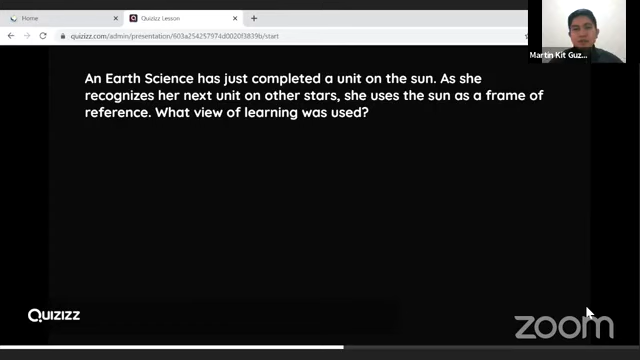 Home
Quizizz Lesson
quizizz.com/admin/presentation/603a254257974d0020f3839b/start
Martin Kit Guz...
An Earth Science has just completed a unit on the sun. As she
recognizes her next unit on other stars, she uses the sun as a frame of
reference. What view of learning was used?
Quizizz
zoom